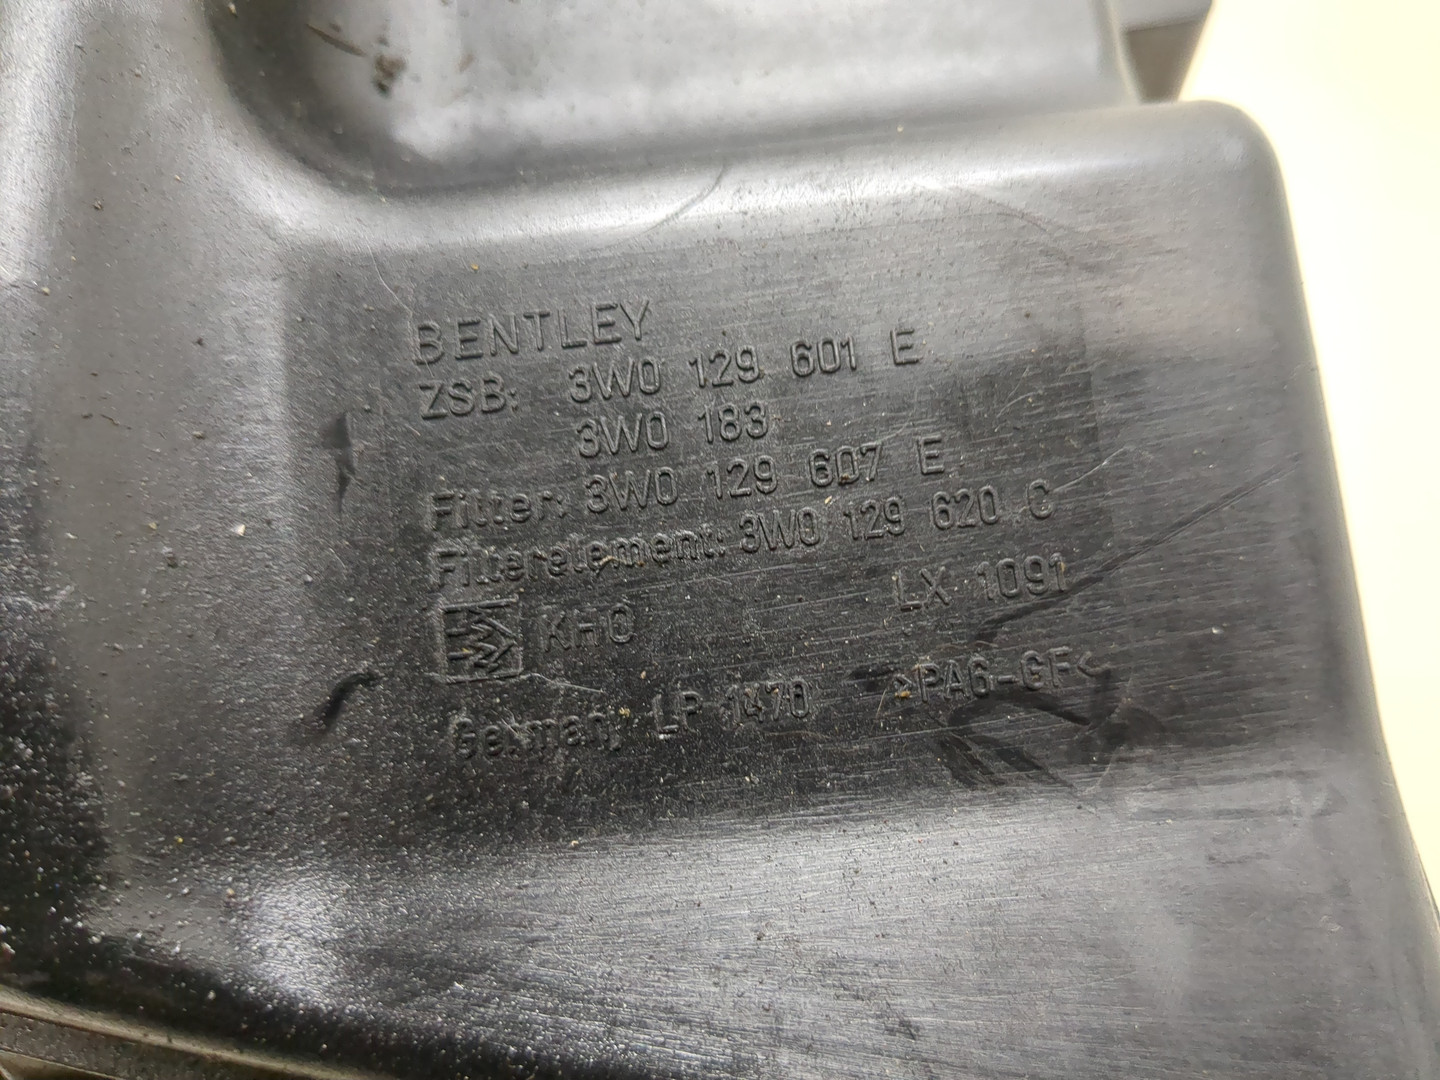 BENTLEY
ZSB: 3W0 129 601 E
3W0 183
Filter: 3W0 129 607 E
Filterelement: 3W0 129 620 C
KHC LX 1091
Germany LP 1470 >PA6-GF<